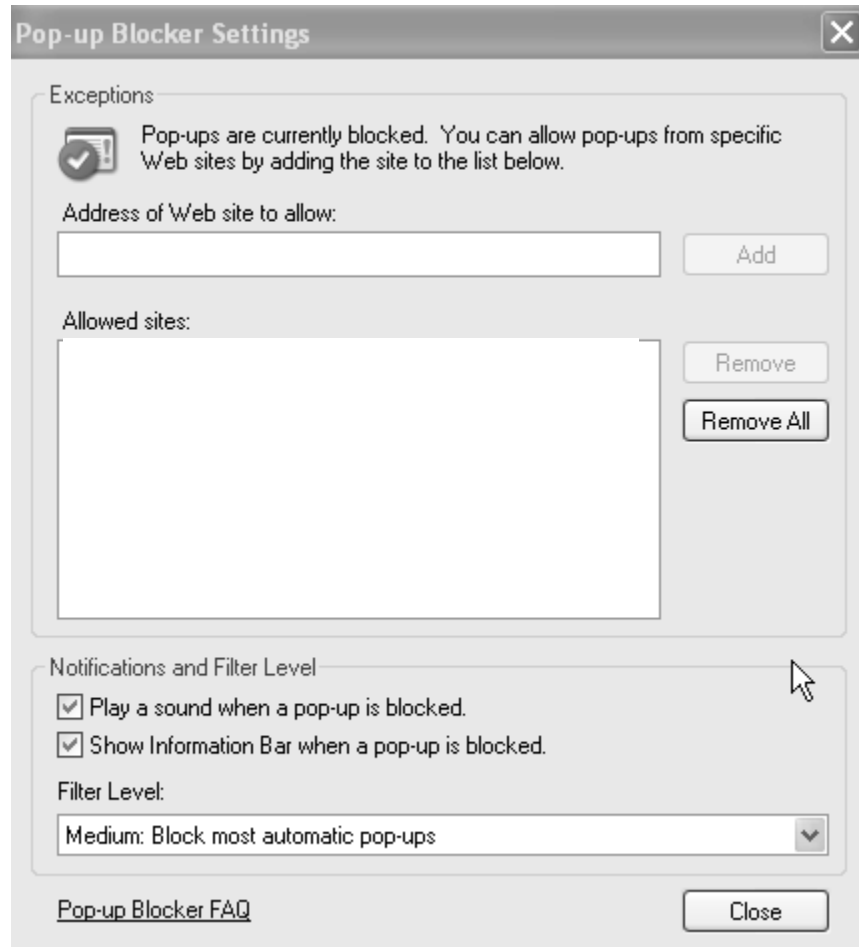 Pop-up Blocker Settings
Exceptions
Pop-ups are currently blocked. You can allow pop-ups from specific
Web sites by adding the site to the list below.
Address of Web site to allow:
Add
Allowed sites:
Remove
Remove All
Notifications and Filter Level
Play a sound when a pop-up is blocked.
Show Information Bar when a pop-up is blocked.
Filter Level:
Medium: Block most automatic pop-ups
Pop-up Blocker FAQ
Close